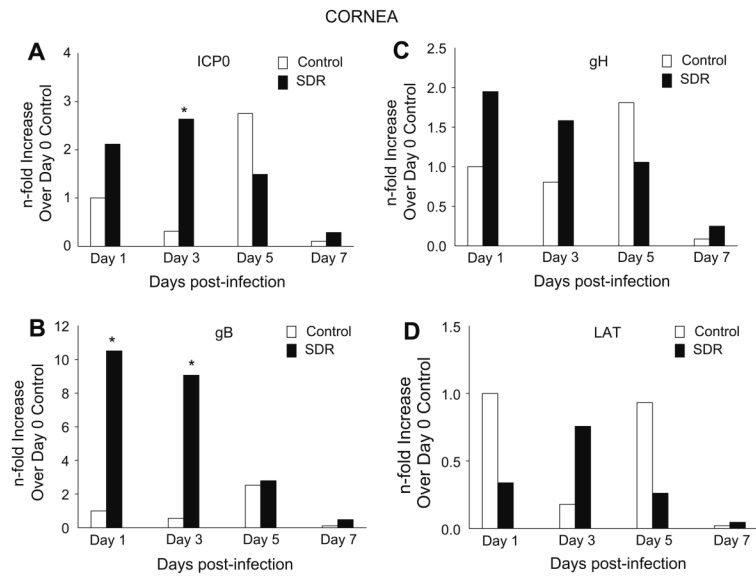 CORNEA
A
ICP0
Control
SDR
n-fold Increase
Over Day 0 Control
4
3
2
1
0
*
Day 1 Day 3 Day 5 Day 7
Days post-infection
C
gH
Control
SDR
n-fold Increase
Over Day 0 Control
2.5
2.0
1.5
1.0
0.5
0.0
Day 1 Day 3 Day 5 Day 7
Days post-infection
B
gB
Control
SDR
n-fold Increase
Over Day 0 Control
12
10
8
6
4
2
0
* *
Day 1 Day 3 Day 5 Day 7
Days post-infection
D
LAT
Control
SDR
n-fold Increase
Over Day 0 Control
1.5
1.0
0.5
0.0
Day 1 Day 3 Day 5 Day 7
Days post-infection